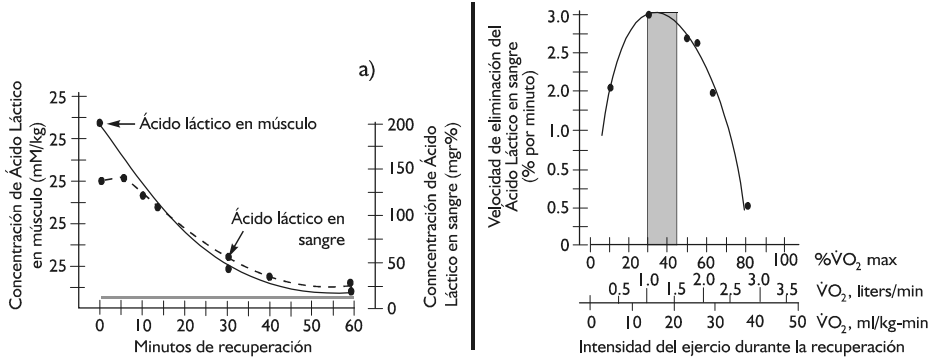 a)
Concentración de Ácido Láctico
en músculo (mM/kg)
25
25
25
25
25
Ácido láctico en músculo
Ácido láctico en
sangre
200
150
100
50
0
Conncentración de Ácido
Láctico en sangre (mgr%)
0 10 20 30 40 50 60
Minutos de recuperación
Velocidad de eliminación del
Ácido Láctico en sangre
(% por minuto)
3.0
3.0
2.0
1.0
0.5
0.5
0
0 20 40 60 80 100 %V̇O₂ max
0.5 1.0 1.5 2.0 2.5 3.0 3.5 V̇O₂, liters/min
0 10 20 30 40 50 V̇O₂, ml/kg-min
Intensidad del ejercio durante la recuperación